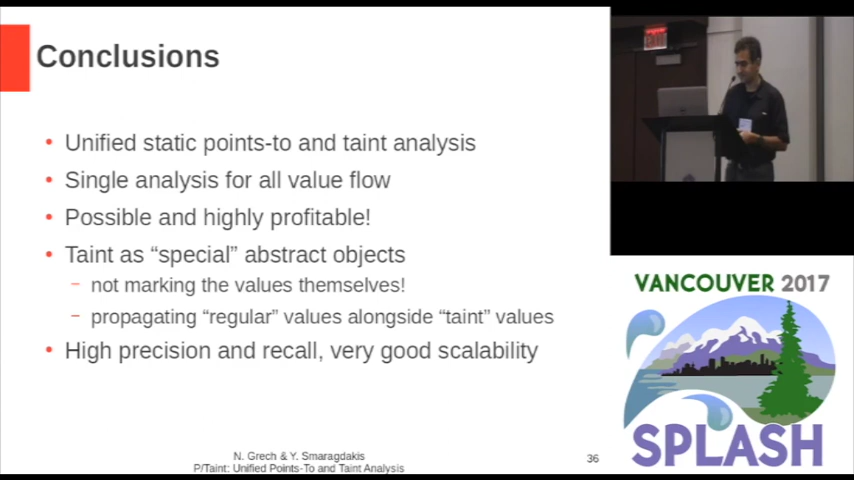 Conclusions
• Unified static points-to and taint analysis
• Single analysis for all value flow
• Possible and highly profitable!
• Taint as “special” abstract objects
– not marking the values themselves!
– propagating “regular” values alongside “taint” values
• High precision and recall, very good scalability
N. Grech & Y. Smaragdakis
P/Taint: Unified Points-To and Taint Analysis
36
VANCOUVER 2017
SPLASH